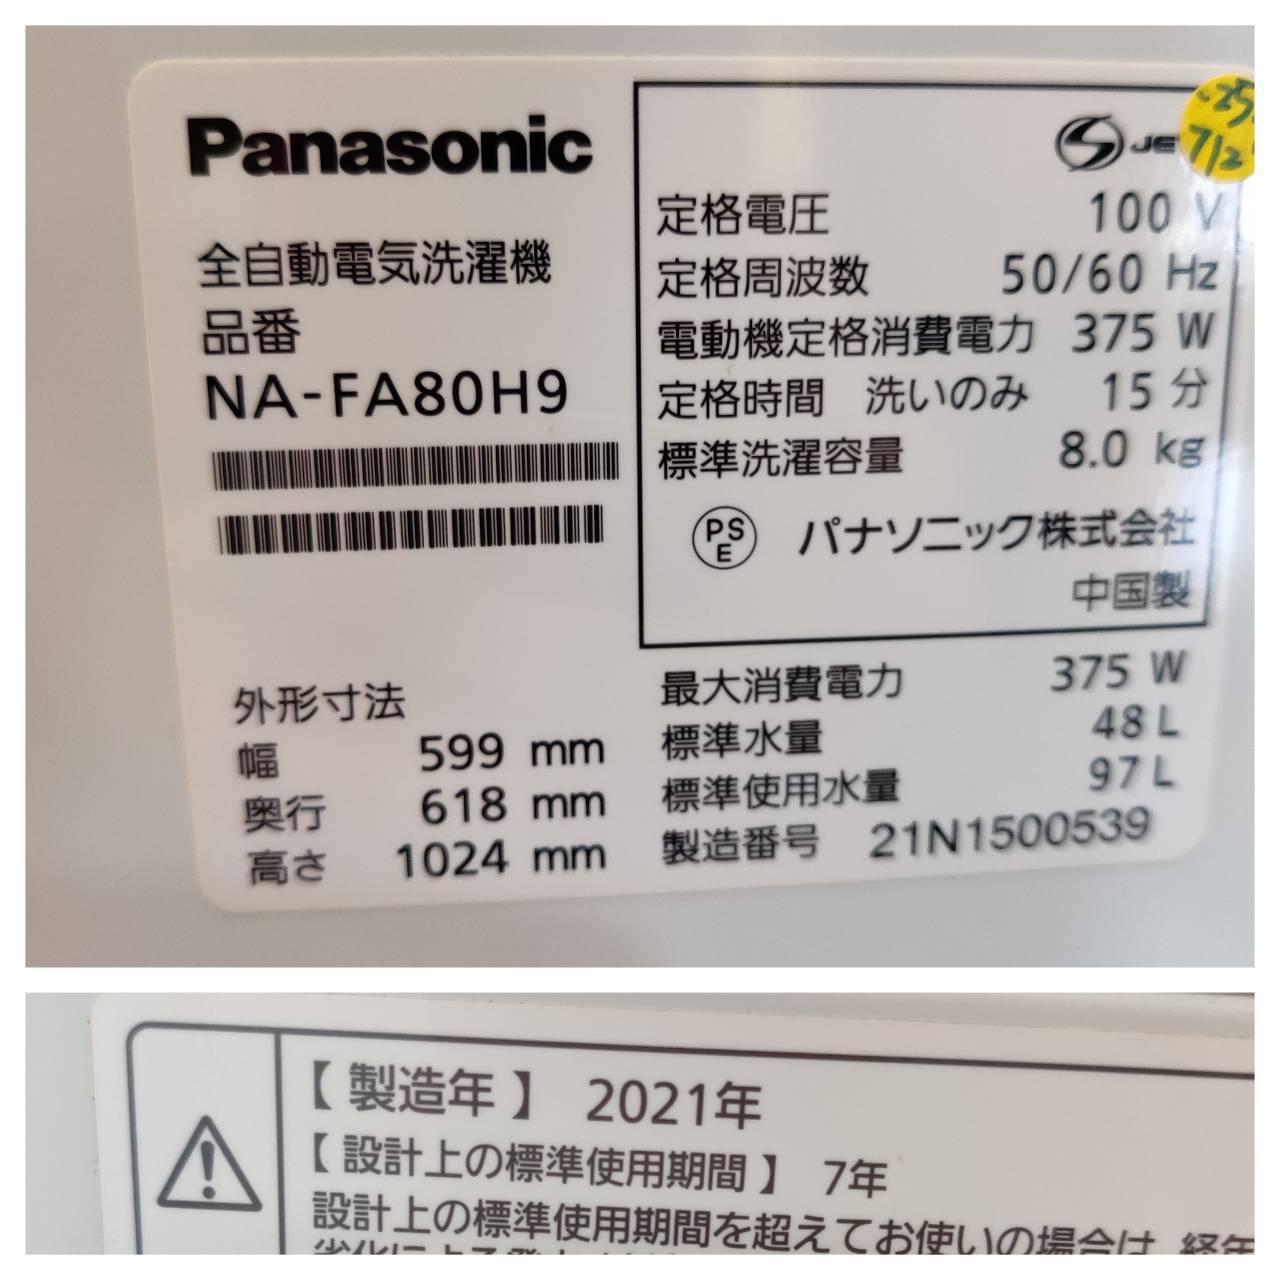 Panasonic
全自動電気洗濯機
品番
NA-FA80H9
外形寸法
幅 599 mm
奥行 618 mm
高さ 1024 mm
定格電圧 100 V
定格周波数 50/60 Hz
電動機定格消費電力 375 W
定格時間 洗いのみ 15 分
標準洗濯容量 8.0 kg
PS
E
パナソニック株式会社
中国製
最大消費電力 375 W
標準水量 48 L
標準使用水量 97 L
製造番号 21N1500539
【製造年】 2021年
【設計上の標準使用期間】 7年
設計上の標準使用期間を超えてお使いの場合は、経年